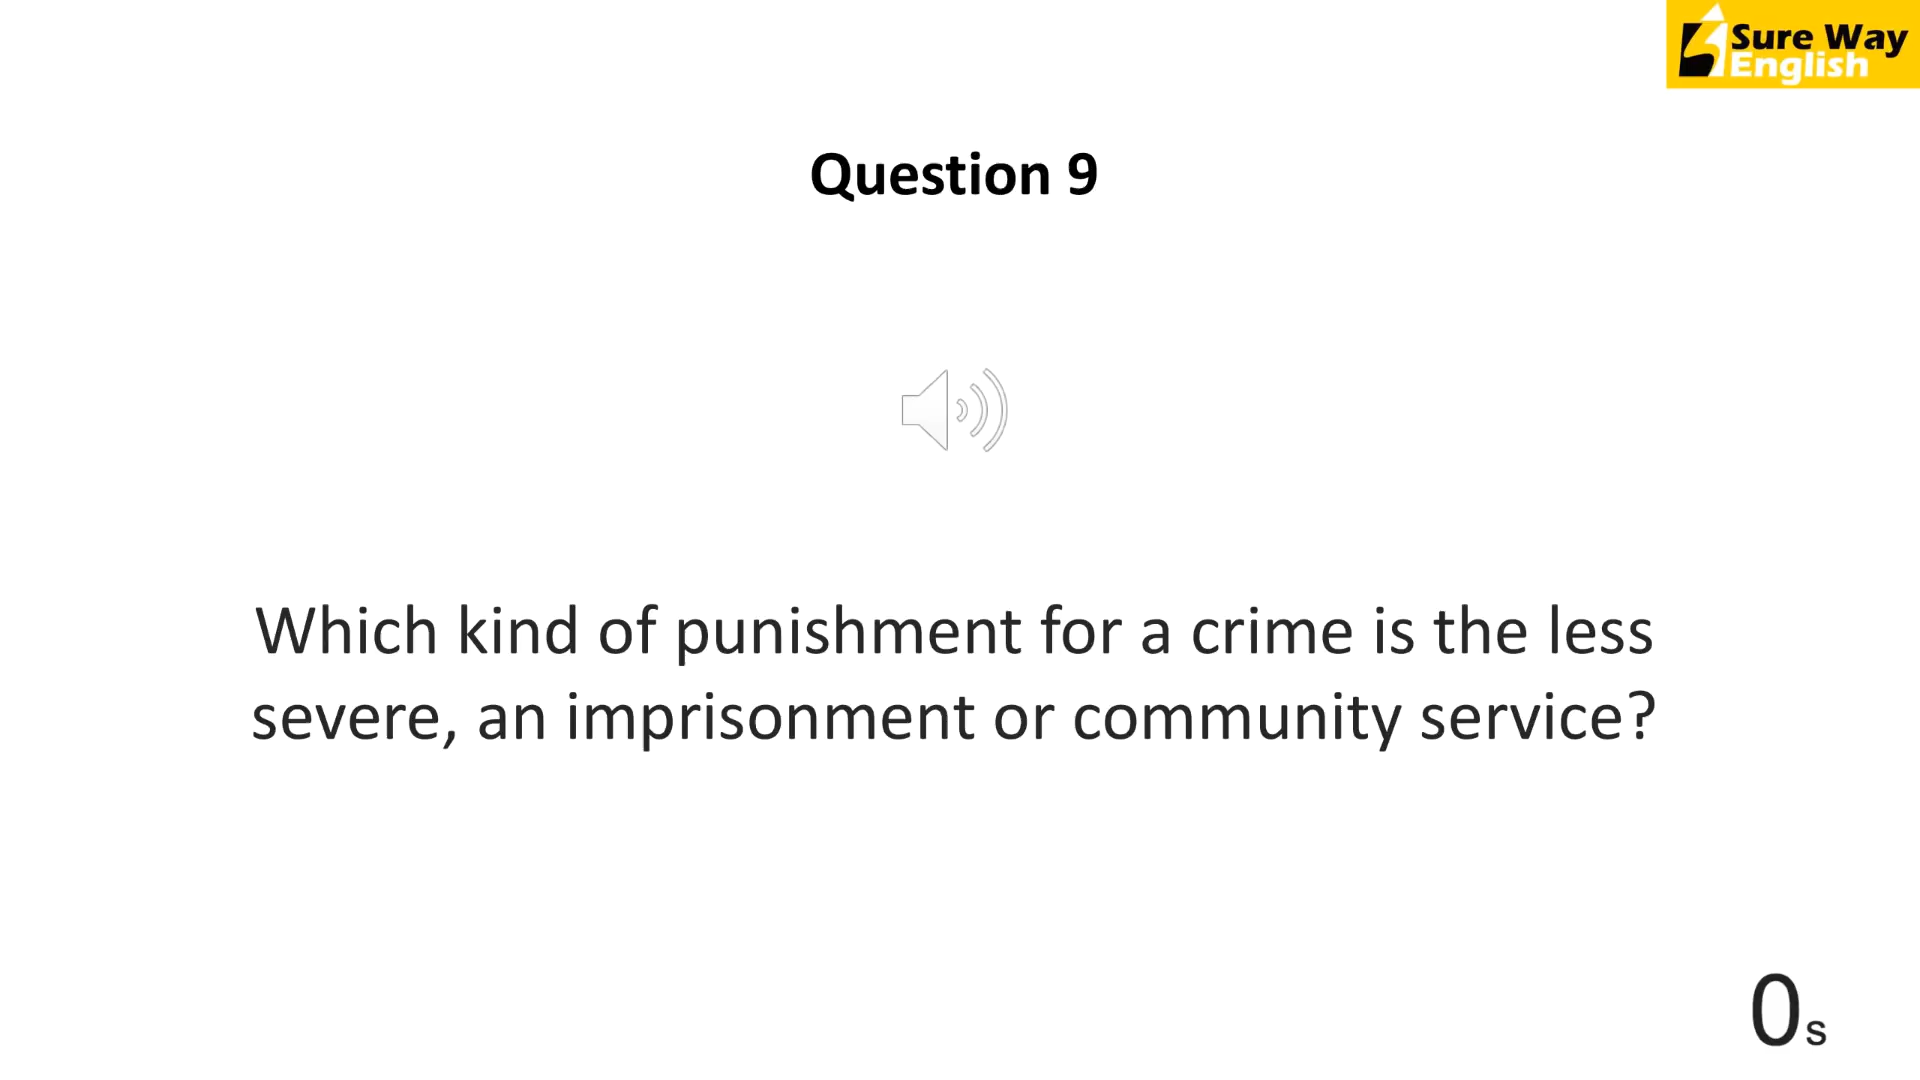 Sure Way
English
Question 9
Which kind of punishment for a crime is the less
severe, an imprisonment or community service?
0s